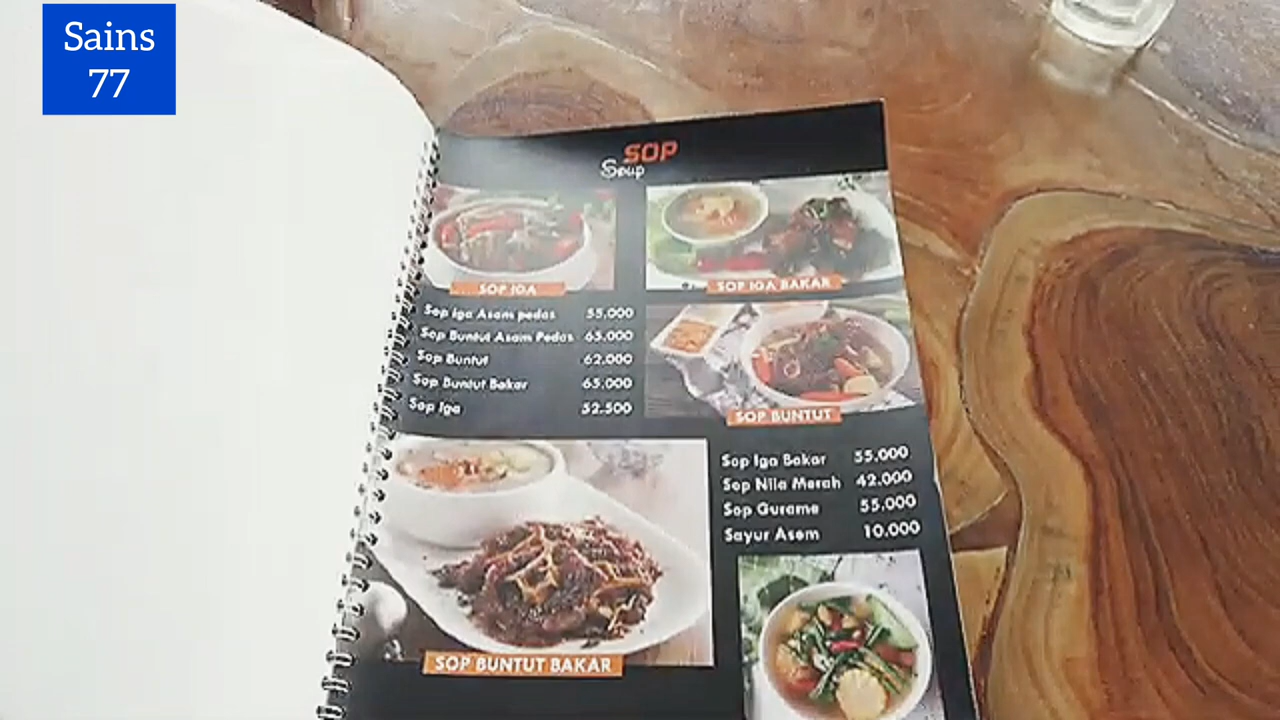 Sains
77
SOP
Soup
SOP IGA
SOP IGA BAKAR
Sop Iga Asam pedas 55.000
Sop Buntut Asam Pedas 65.000
Sop Buntut 62.000
Sop Buntut Bakar 65.000
Sop Iga 52.500
SOP BUNTUT
Sop Iga Bakar 55.000
Sop Nila Merah 42.000
Sop Gurame 55.000
Sayur Asem 10.000
SOP BUNTUT BAKAR